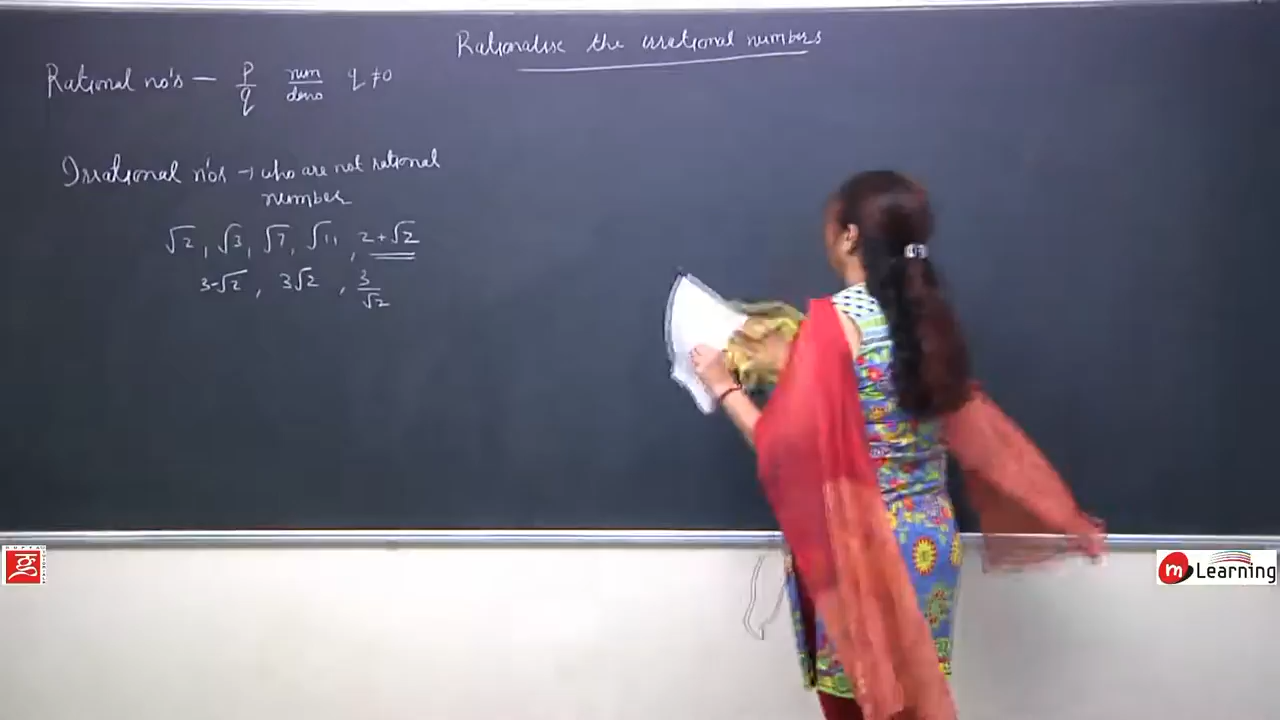 Rationalise the irrational numbers
Rational no's — p/q num/deno q ≠ 0
Irrational no's → who are not rational
number
√2, √3, √7, √11, 2+√2
3-√2, 3√2, 3/√2
m Learning